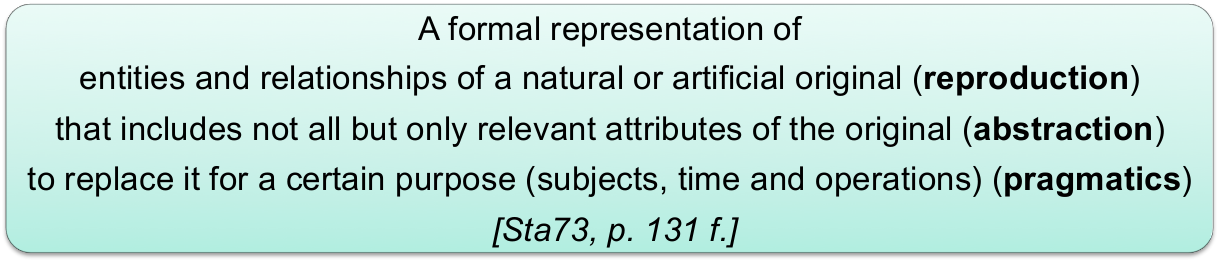 A formal representation of
entities and relationships of a natural or artificial original (reproduction)
that includes not all but only relevant attributes of the original (abstraction)
to replace it for a certain purpose (subjects, time and operations) (pragmatics)
[Sta73, p. 131 f.]